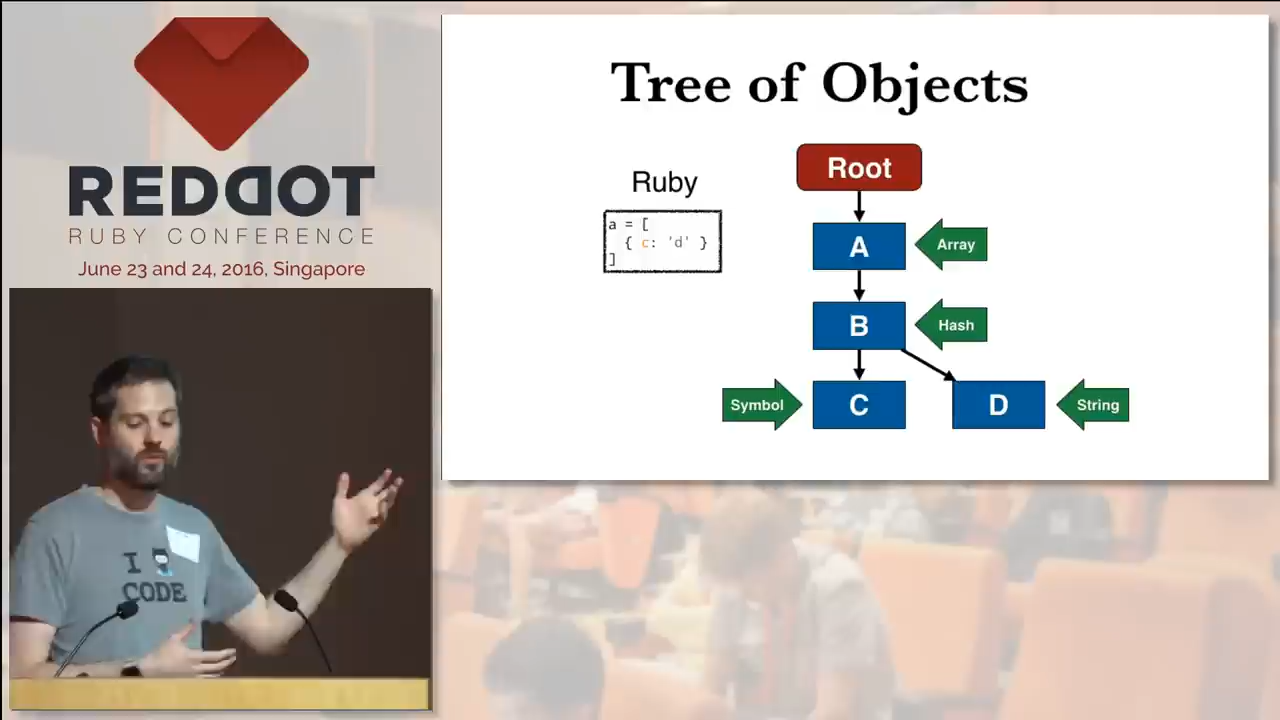 REDDOT
RUBY CONFERENCE
June 23 and 24, 2016, Singapore
I
CODE
Tree of Objects
Ruby
a = [
{ c: 'd' }
]
Root
A
Array
B
Hash
Symbol
C
D
String